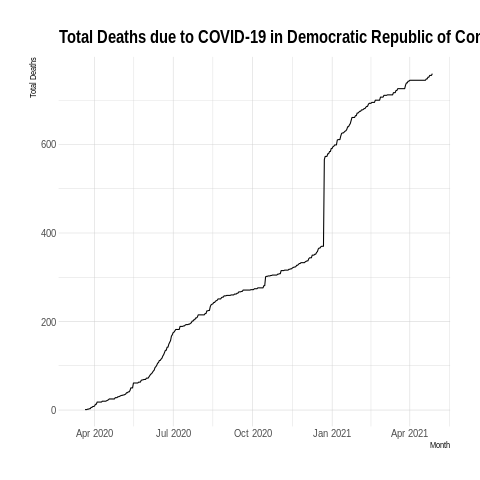 Total Deaths due to COVID-19 in Democratic Republic of Con
Total Deaths
600
400
200
0
Apr 2020 Jul 2020 Oct 2020 Jan 2021 Apr 2021
Month